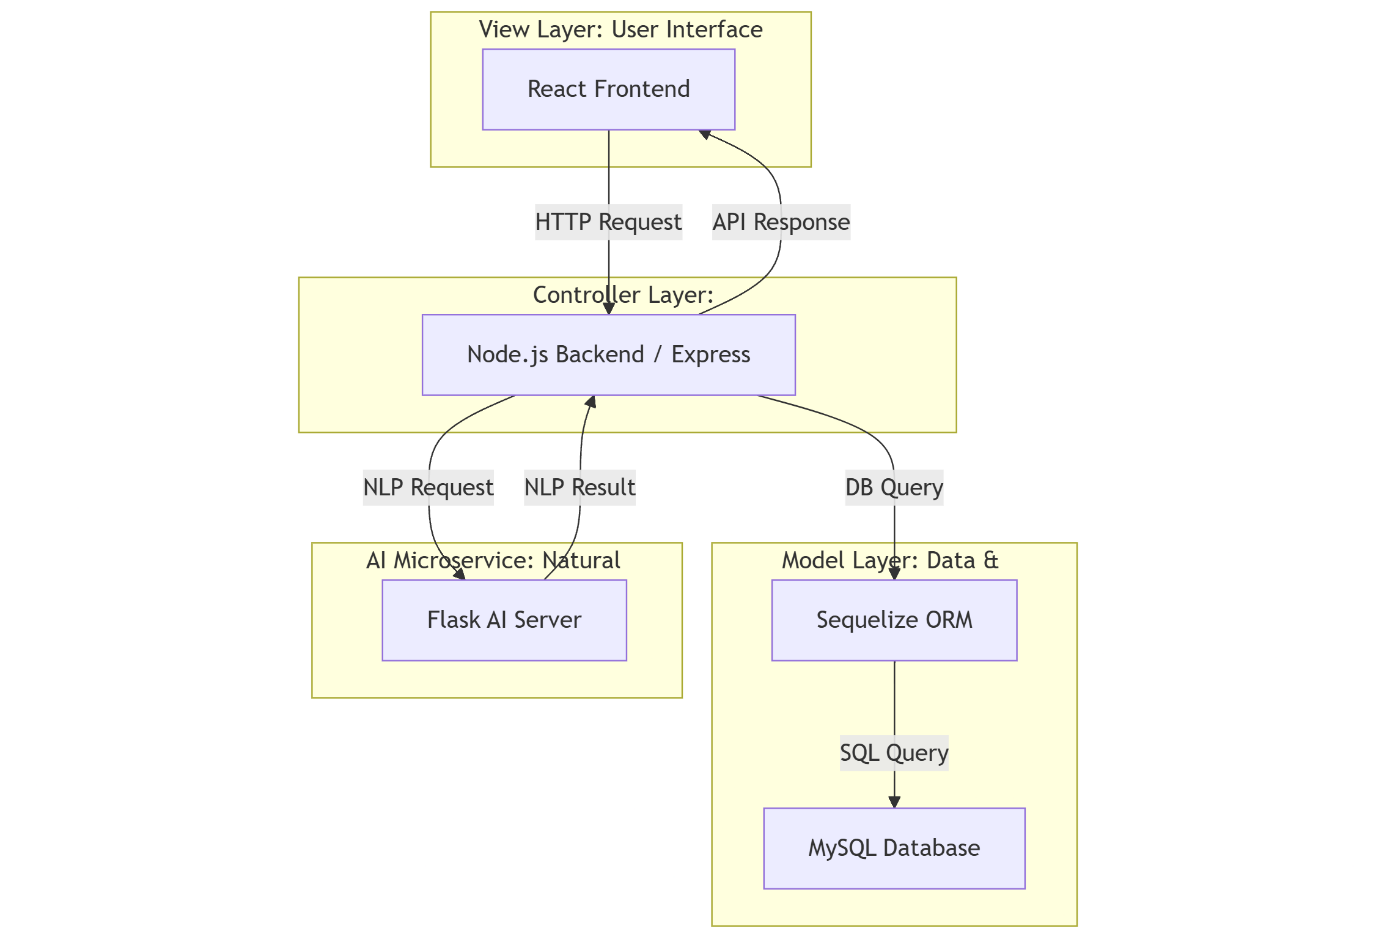 View Layer: User Interface
React Frontend
HTTP Request
API Response
Controller Layer:
Node.js Backend / Express
NLP Request
NLP Result
DB Query
AI Microservice: Natural
Flask AI Server
Model Layer: Data &
Sequelize ORM
SQL Query
MySQL Database